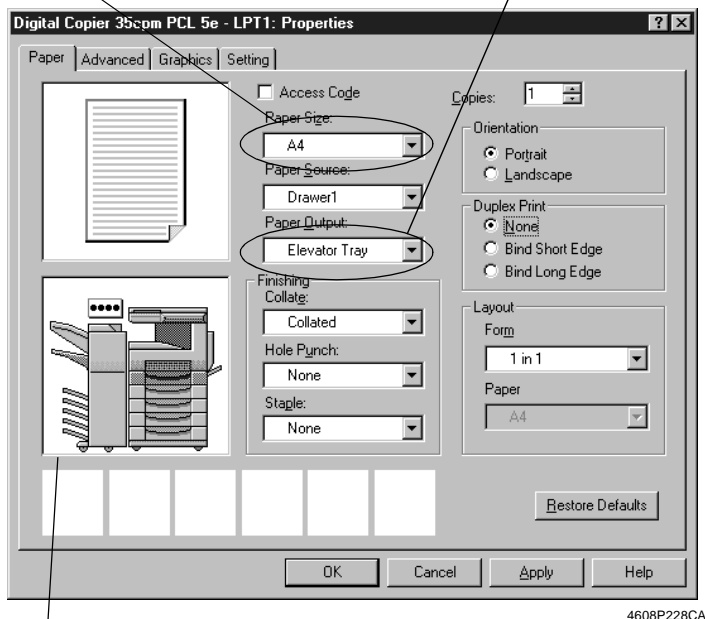 Digital Copier 35cpm PCL 5e - LPT1: Properties
Paper Advanced Graphics Setting
Access Code
Paper Size:
A4
Paper Source:
Drawer1
Paper Output:
Elevator Tray
Finishing
Collate:
Collated
Hole Punch:
None
Staple:
None
Copies: 1
Orientation
Portrait
Landscape
Duplex Print
None
Bind Short Edge
Bind Long Edge
Layout
Form
1 in 1
Paper
A4
Restore Defaults
OK Cancel Apply Help
4608P228CA